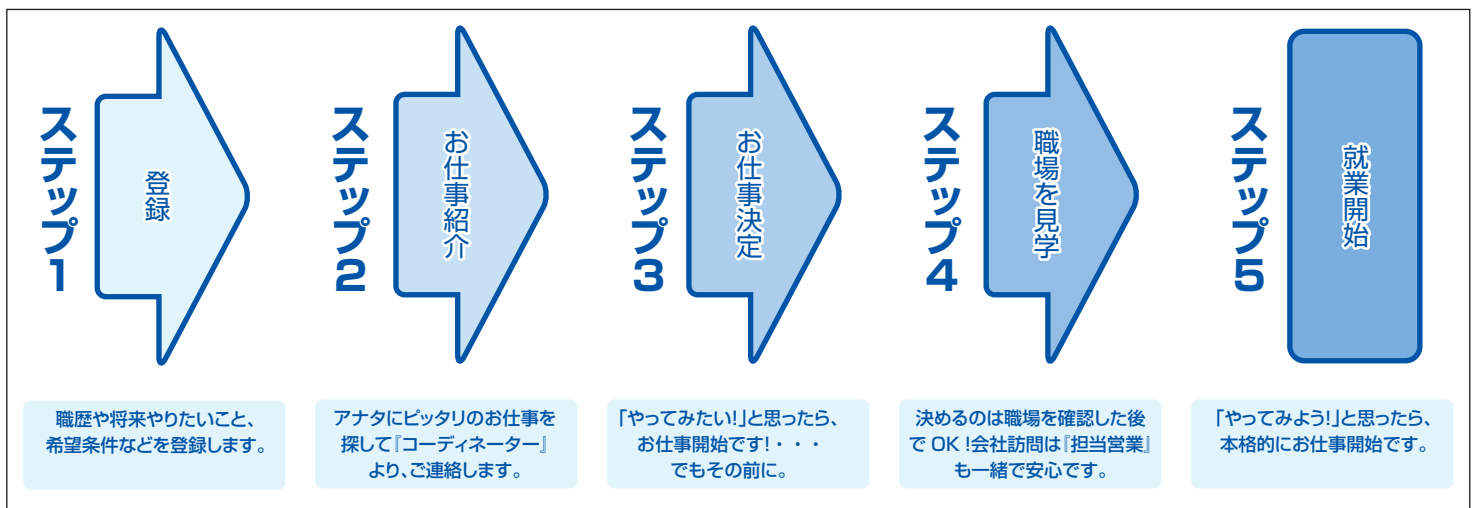 ステップ1
登録
職歴や将来やりたいこと、
希望条件などを登録します。
ステップ2
お仕事紹介
アナタにピッタリのお仕事を
探して『コーディネーター』
より、ご連絡します。
ステップ3
お仕事決定
「やってみたい!」と思ったら、
お仕事開始です!・・・
でもその前に。
ステップ4
職場を見学
決めるのは職場を確認した後
で OK !会社訪問は『担当営業』
も一緒で安心です。
ステップ5
就業開始
「やってみよう!」と思ったら、
本格的にお仕事開始です。